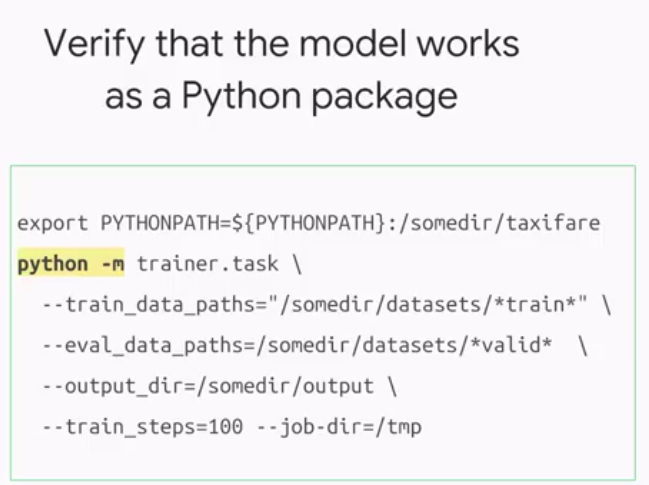 Verify that the model works
as a Python package
export PYTHONPATH=${PYTHONPATH}:/somedir/taxifare
python -m trainer.task \
--train_data_paths="/somedir/datasets/*train*" \
--eval_data_paths=/somedir/datasets/*valid* \
--output_dir=/somedir/output \
--train_steps=100 --job-dir=/tmp